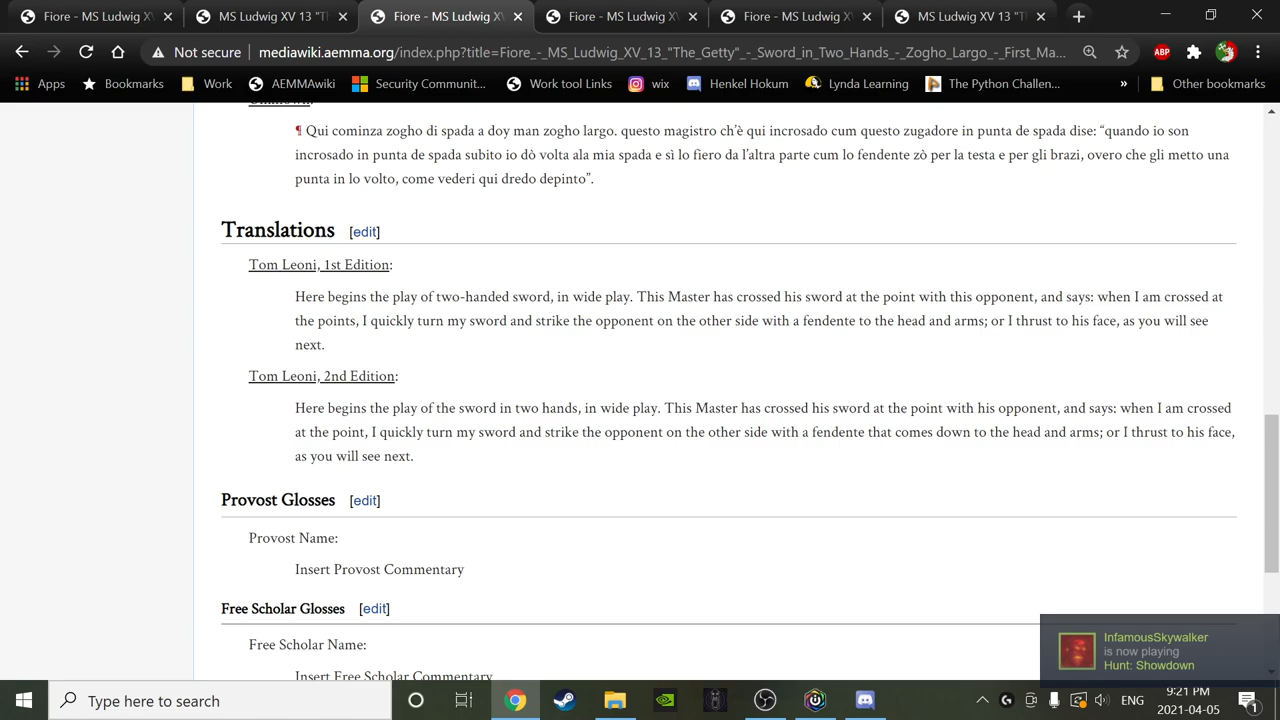 Fiore - MS Ludwig XV
MS Ludwig XV 13 "T
Fiore - MS Ludwig XV
Fiore - MS Ludwig XV
Fiore - MS Ludwig XV
MS Ludwig XV 13 "T
Not secure
mediawiki.aemma.org/index.php?title=Fiore_-_MS_Ludwig_XV_13_"The_Getty"_-_Sword_in_Two_Hands_-_Zogho_Largo_-_First_Ma...
ABP
Apps
Bookmarks
Work
AEMMAwiki
Security Communit...
Work tool Links
wix
Henkel Hokum
Lynda Learning
The Python Challen...
»
Other bookmarks
Unknown:
¶ Qui cominza zogho di spada a doy man zogho largo. questo magistro ch’è qui incrosado cum questo zugadore in punta de spada dise: “quando io son
incrosado in punta de spada subito io dò volta ala mia spada e sì lo fiero da l’altra parte cum lo fendente zò per la testa e per gli brazi, overo che gli metto una
punta in lo volto, come vederi qui dredo depinto”.
Translations [edit]
Tom Leoni, 1st Edition:
Here begins the play of two-handed sword, in wide play. This Master has crossed his sword at the point with this opponent, and says: when I am crossed at
the points, I quickly turn my sword and strike the opponent on the other side with a fendente to the head and arms; or I thrust to his face, as you will see
next.
Tom Leoni, 2nd Edition:
Here begins the play of the sword in two hands, in wide play. This Master has crossed his sword at the point with his opponent, and says: when I am crossed
at the point, I quickly turn my sword and strike the opponent on the other side with a fendente that comes down to the head and arms; or I thrust to his face,
as you will see next.
Provost Glosses [edit]
Provost Name:
Insert Provost Commentary
Free Scholar Glosses [edit]
Free Scholar Name:
Insert Free Scholar Commentary
InfamousSkywalker
is now playing
Hunt: Showdown
Type here to search
ENG
9:21 PM
2021-04-05
1